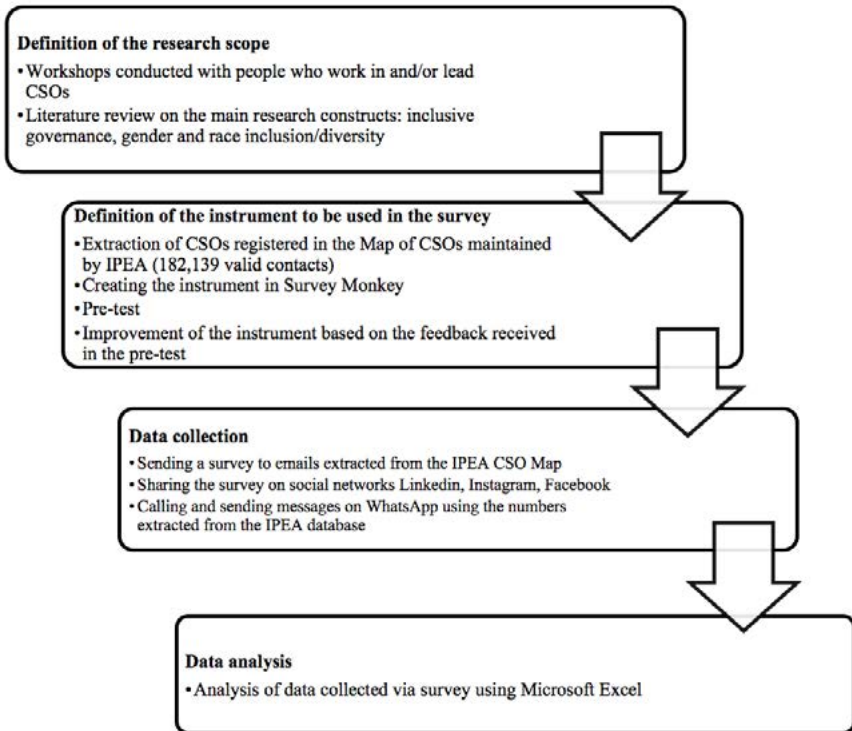 Definition of the research scope
•Workshops conducted with people who work in and/or lead
CSOs
•Literature review on the main research constructs: inclusive
governance, gender and race inclusion/diversity
Definition of the instrument to be used in the survey
•Extraction of CSOs registered in the Map of CSOs maintained
by IPEA (182,139 valid contacts)
•Creating the instrument in Survey Monkey
•Pre-test
•Improvement of the instrument based on the feedback received
in the pre-test
Data collection
•Sending a survey to emails extracted from the IPEA CSO Map
•Sharing the survey on social networks Linkedin, Instagram, Facebook
•Calling and sending messages on WhatsApp using the numbers
extracted from the IPEA database
Data analysis
•Analysis of data collected via survey using Microsoft Excel